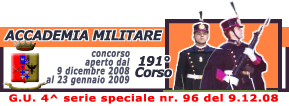 ACCADEMIA MILITARE
concorso
aperto dal
9 dicembre 2008
al 23 gennaio 2009
191°
Corso
G.U. 4^ serie speciale nr. 96 del 9.12.08